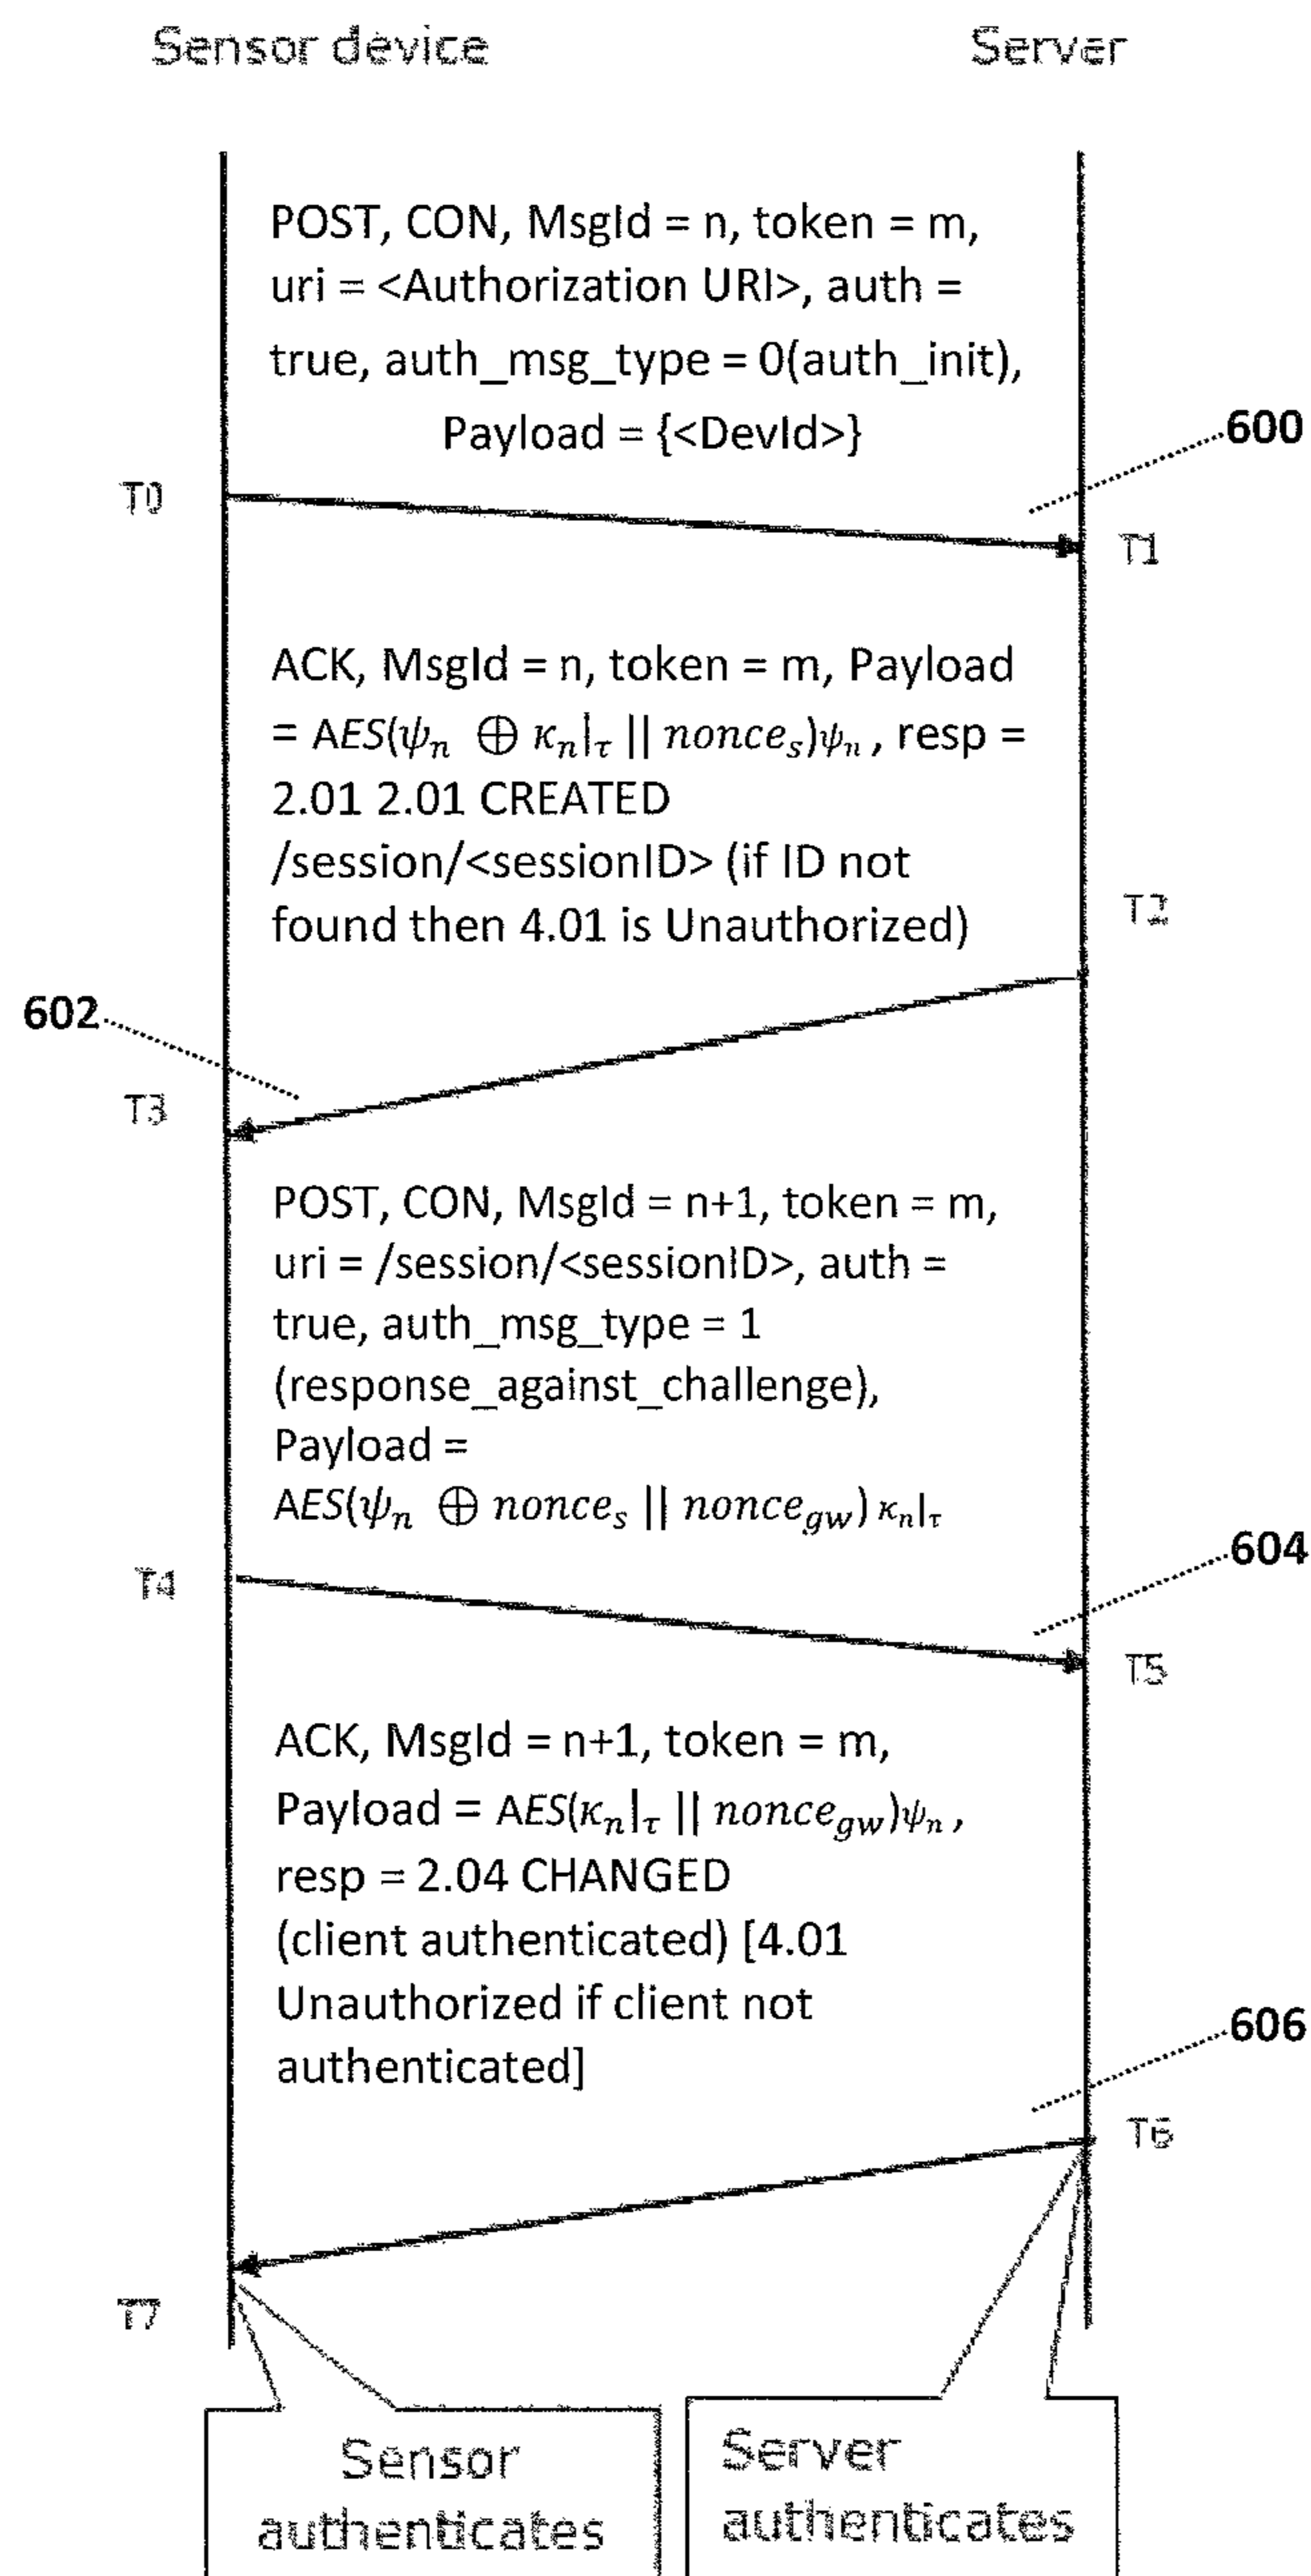 Sensor device
Server
POST, CON, MsgId = n, token = m,
uri = <Authorization URI>, auth =
true, auth_msg_type = 0(auth_init),
Payload = {<DevId>}
600
T0
T1
ACK, MsgId = n, token = m, Payload
= AES(ψₙ ⊕ κₙ|τ || nonceₛ)ψₙ , resp =
2.01 2.01 CREATED
/session/<sessionID> (if ID not
found then 4.01 is Unauthorized)
T2
602
T3
POST, CON, MsgId = n+1, token = m,
uri = /session/<sessionID>, auth =
true, auth_msg_type = 1
(response_against_challenge),
Payload =
AES(ψₙ ⊕ nonceₛ || nonce_gw) κₙ|τ
604
T4
T5
ACK, MsgId = n+1, token = m,
Payload = AES(κₙ|τ || nonce_gw)ψₙ ,
resp = 2.04 CHANGED
(client authenticated) [4.01
Unauthorized if client not
authenticated]
606
T6
T7
Sensor
authenticates
Server
authenticates